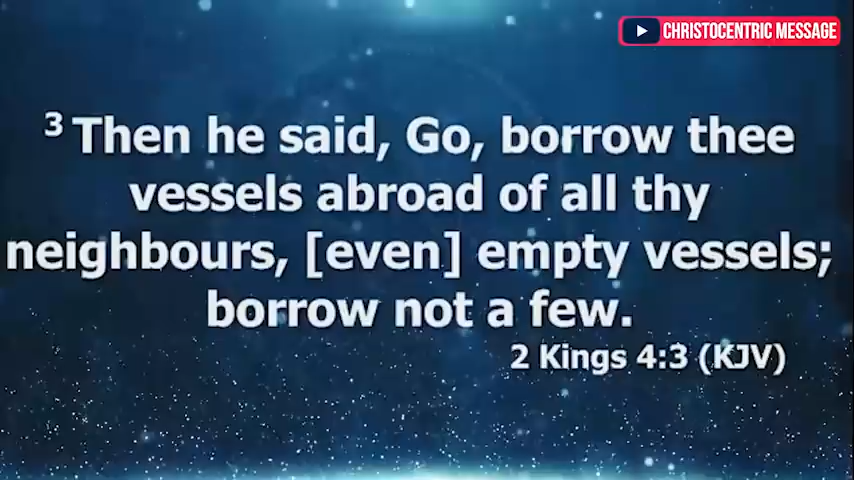 CHRISTOCENTRIC MESSAGE
3 Then he said, Go, borrow thee
vessels abroad of all thy
neighbours, [even] empty vessels;
borrow not a few.
2 Kings 4:3 (KJV)